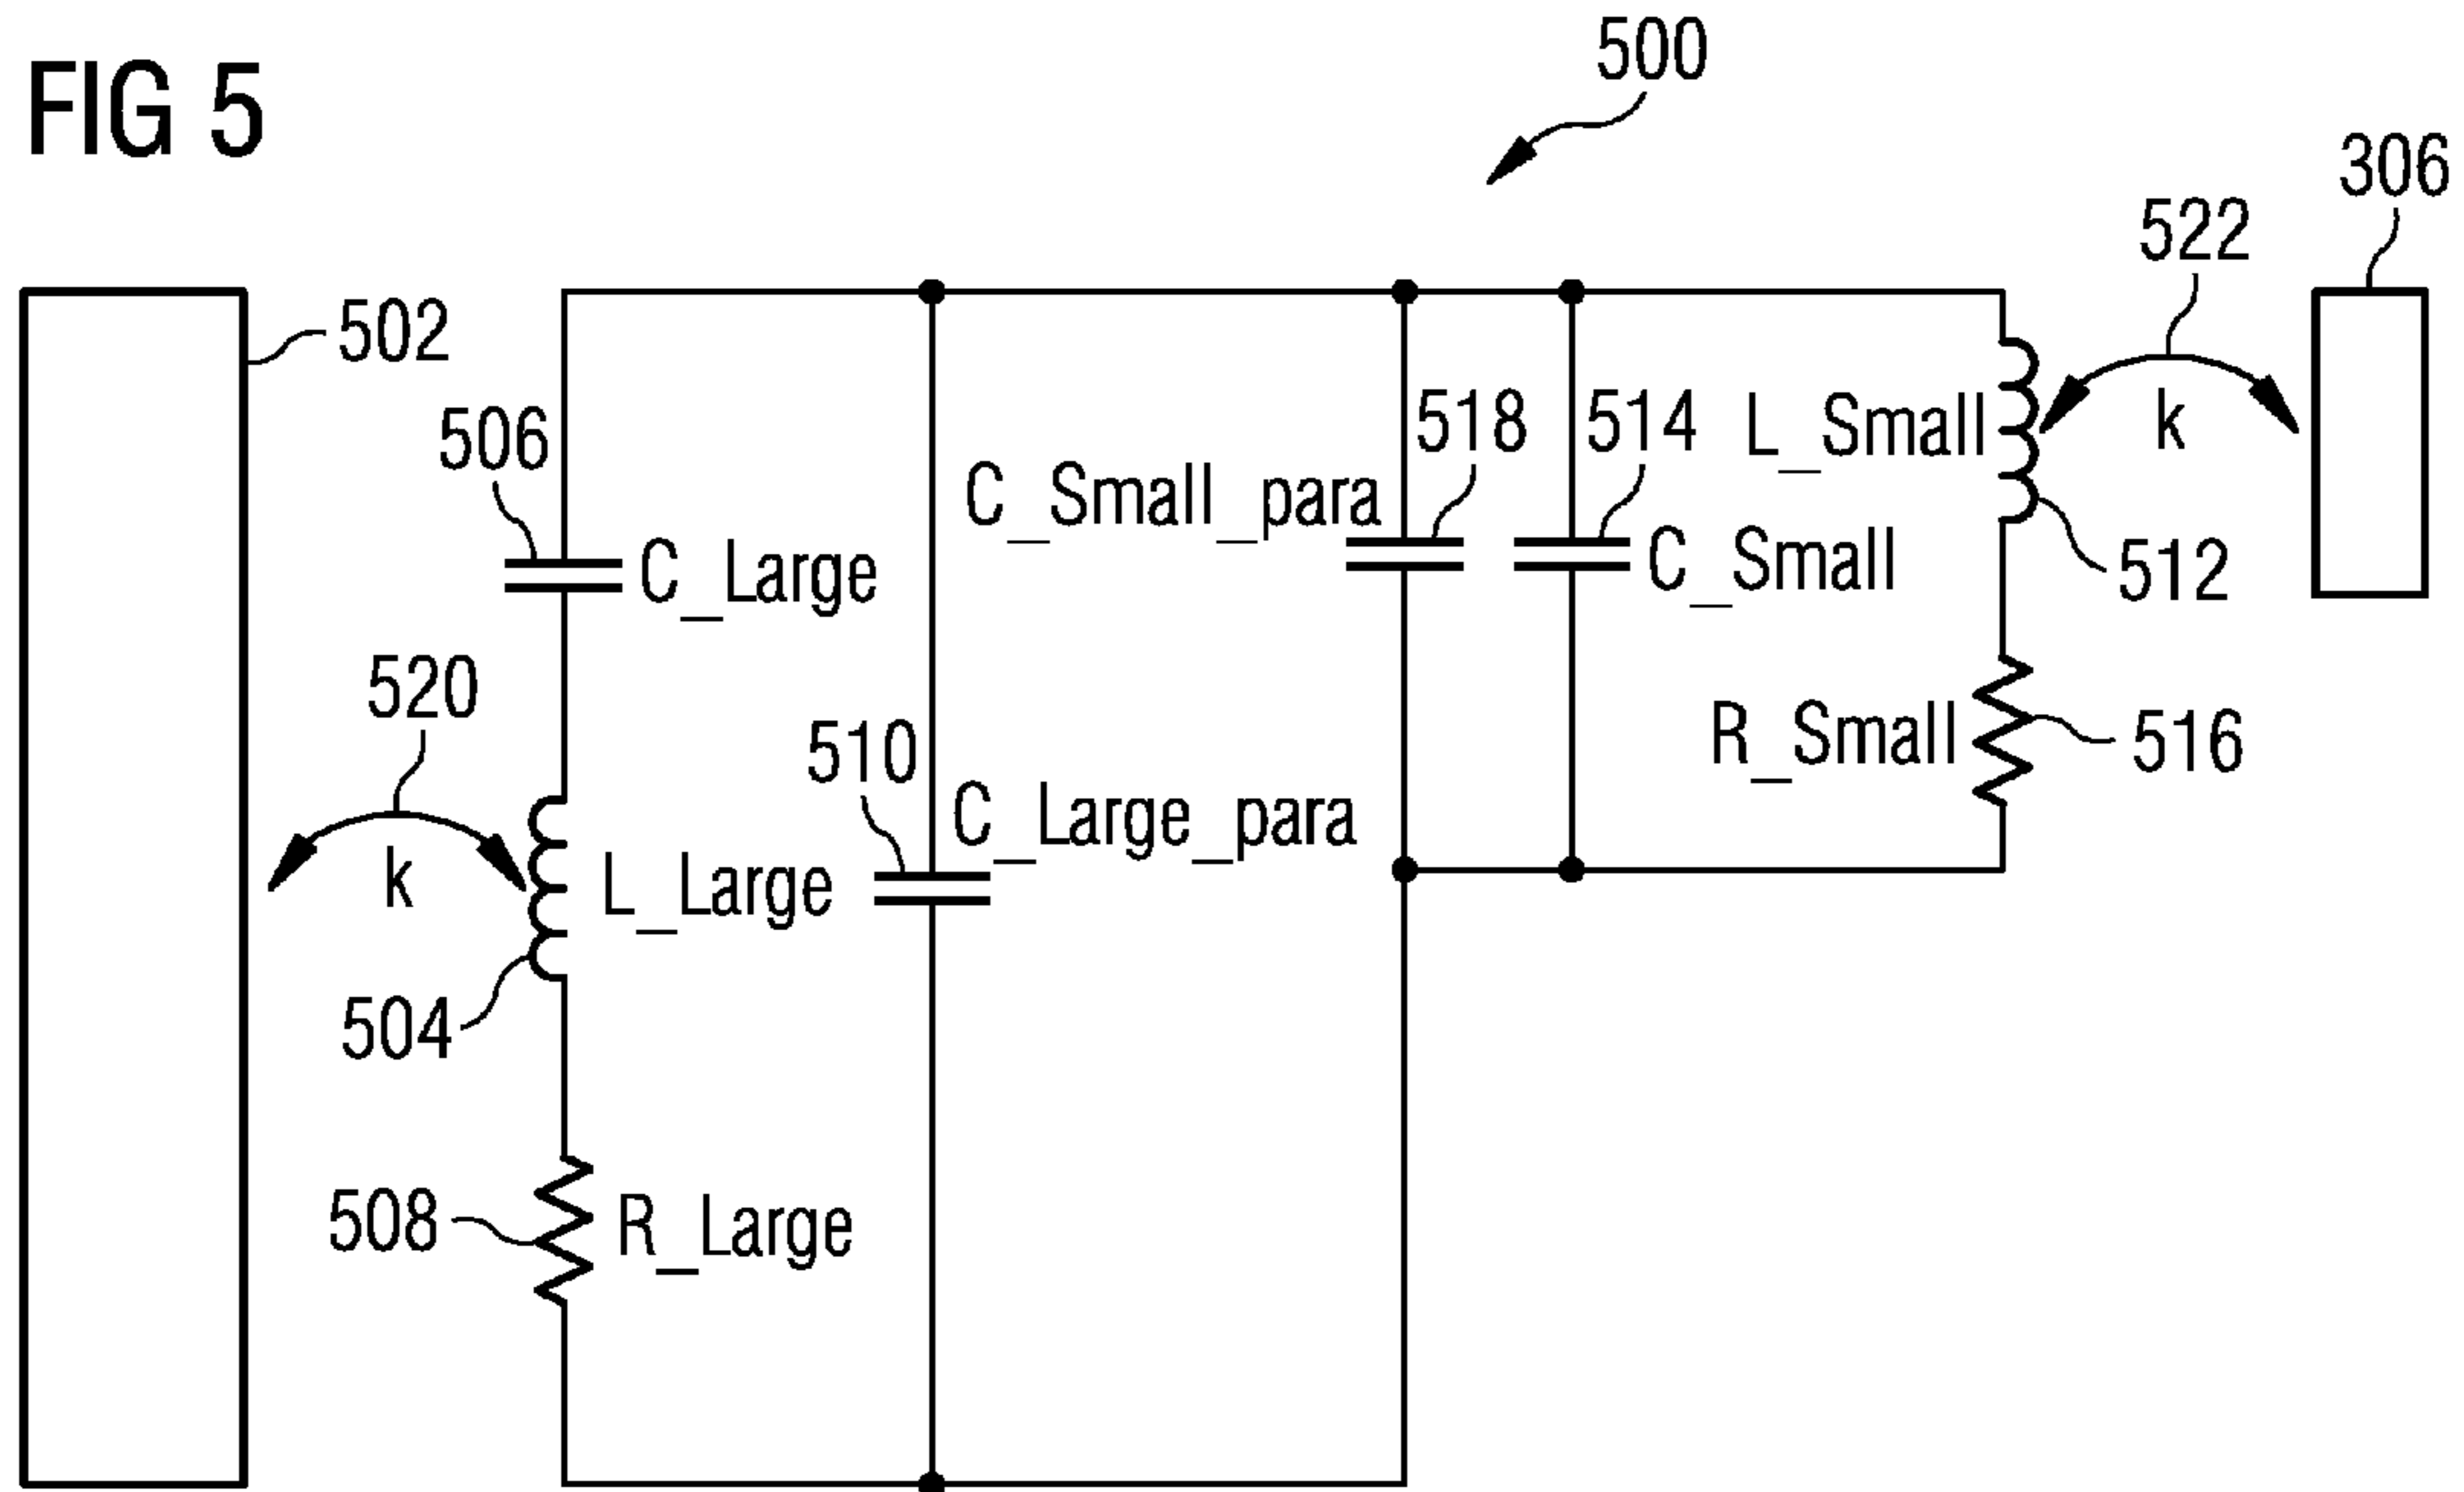 FIG 5
500
306
522
502
506
518
514
L_Small
k
C_Small_para
C_Large
C_Small
512
520
510
R_Small
516
k
L_Large
C_Large_para
504
508
R_Large